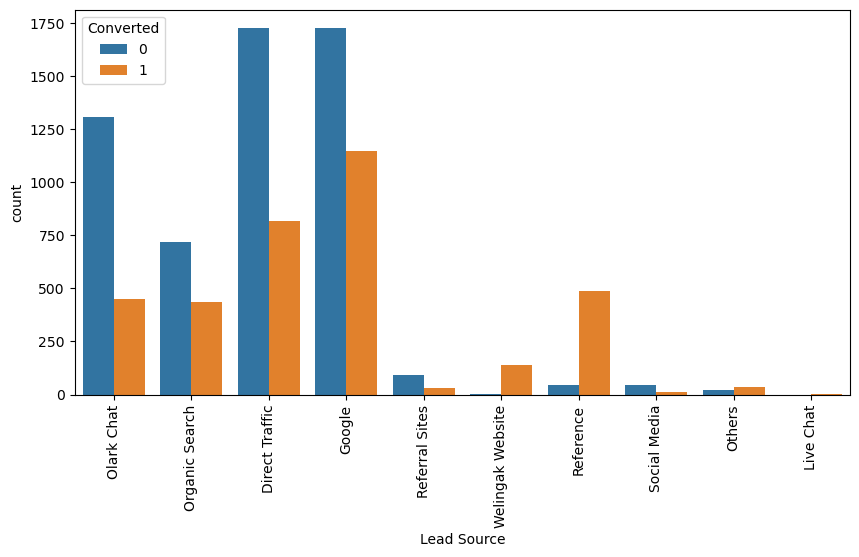 Converted
0
1
1750
1500
1250
1000
750
500
250
0
count
Olark Chat
Organic Search
Direct Traffic
Google
Referral Sites
Welingak Website
Reference
Social Media
Others
Live Chat
Lead Source